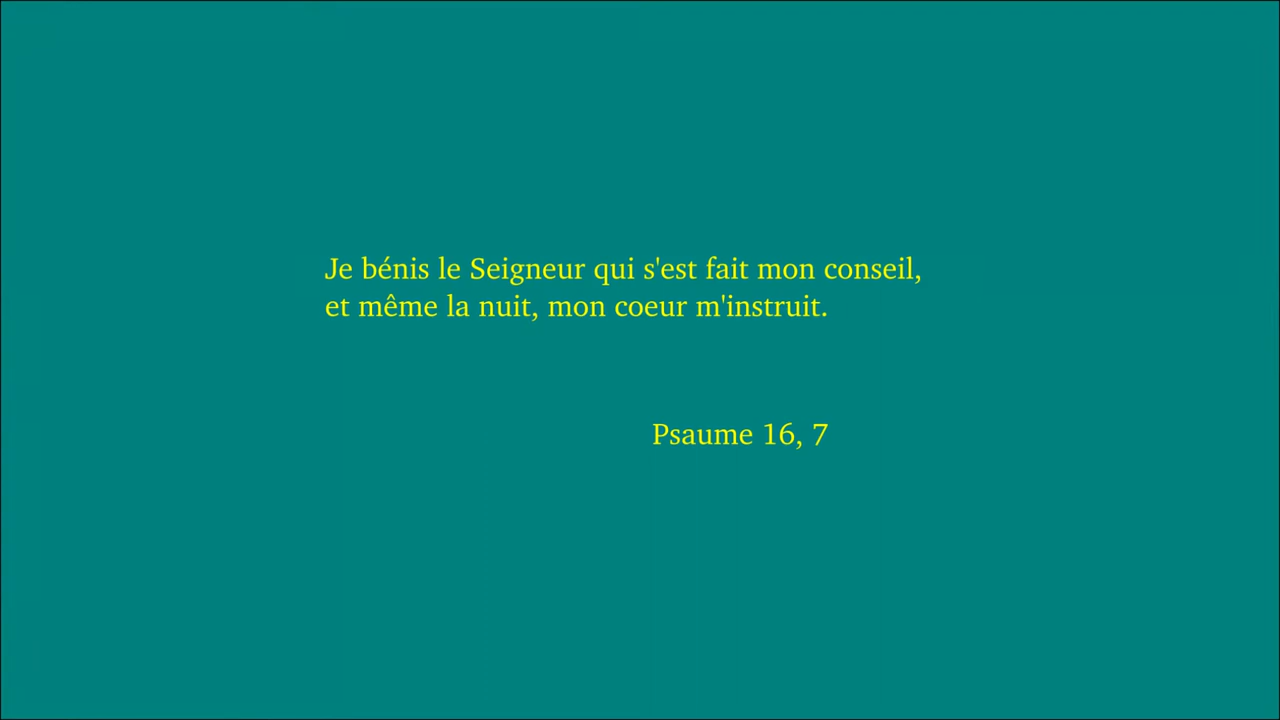 Je bénis le Seigneur qui s'est fait mon conseil,
et même la nuit, mon coeur m'instruit.
Psaume 16, 7